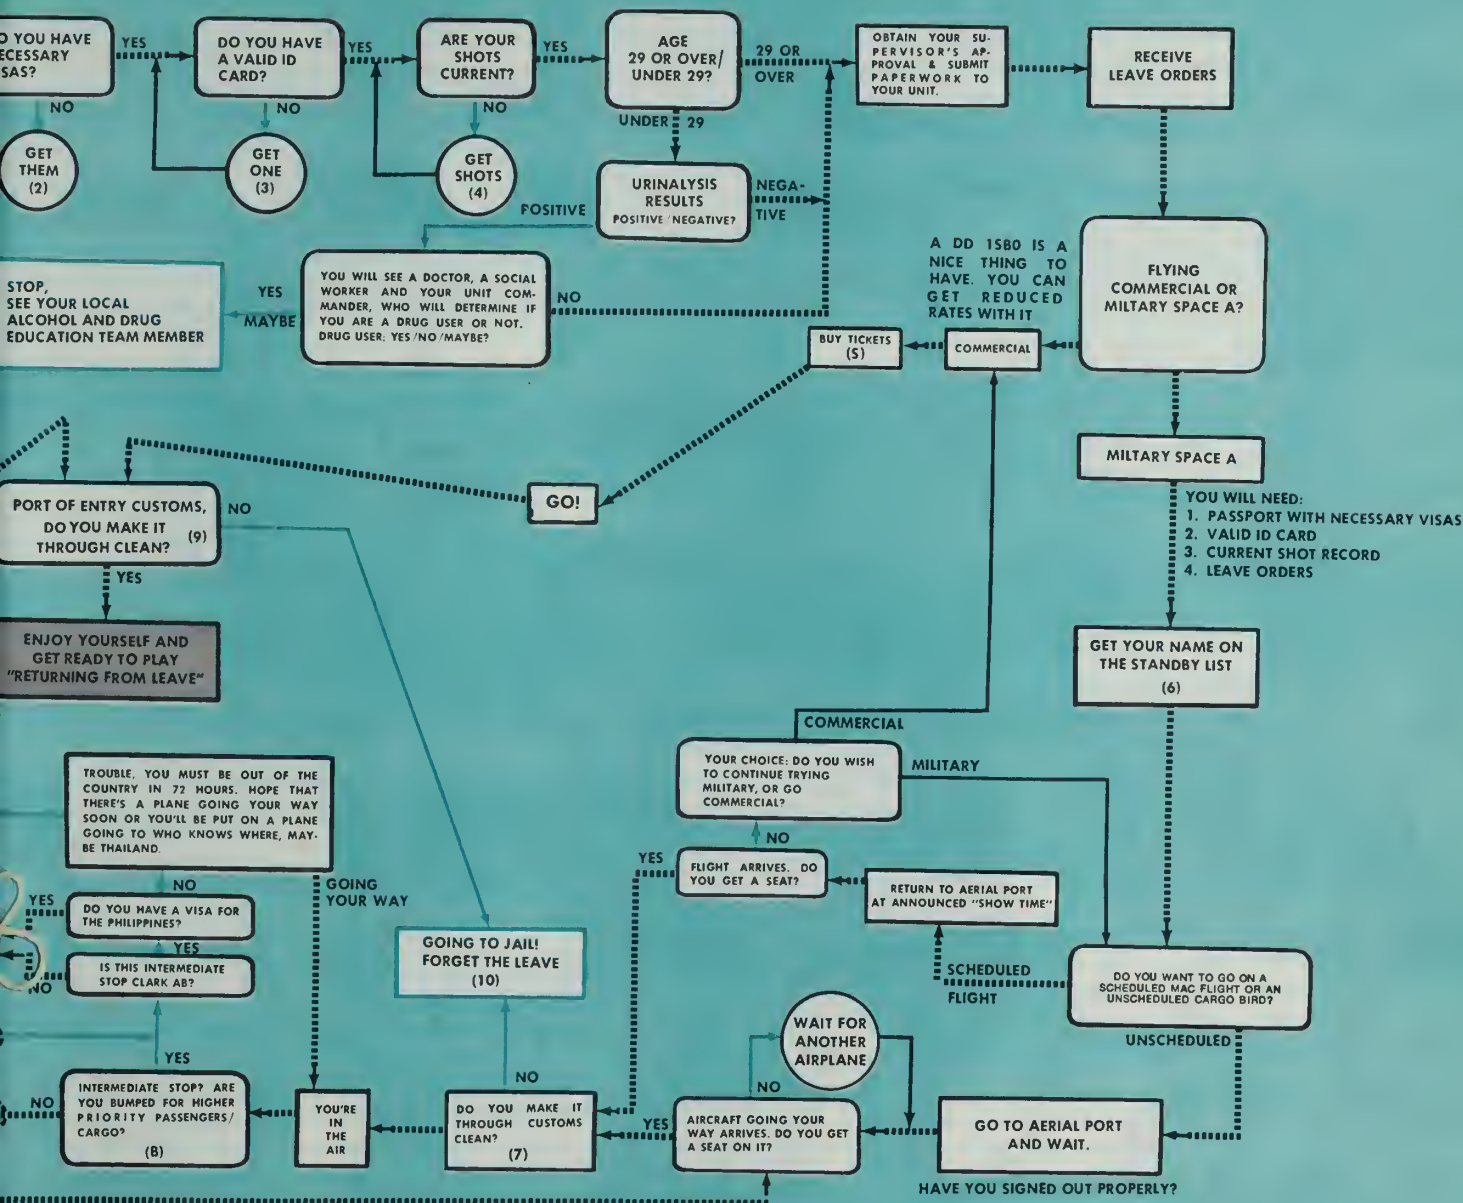 O YOU HAVE
ECESSARY
SAS?
YES
NO
GET
THEM
(2)
DO YOU HAVE
A VALID ID
CARD?
YES
NO
GET
ONE
(3)
ARE YOUR
SHOTS
CURRENT?
YES
NO
GET
SHOTS
(4)
AGE
29 OR OVER/
UNDER 29?
29 OR
OVER
UNDER 29
URINALYSIS
RESULTS
POSITIVE/NEGATIVE?
NEGA-
TIVE
POSITIVE
OBTAIN YOUR SU-
PERVISOR'S AP-
PROVAL & SUBMIT
PAPERWORK TO
YOUR UNIT.
RECEIVE
LEAVE ORDERS
YOU WILL SEE A DOCTOR, A SOCIAL
WORKER AND YOUR UNIT COM-
MANDER, WHO WILL DETERMINE IF
YOU ARE A DRUG USER OR NOT.
DRUG USER: YES/NO/MAYBE?
NO
YES
MAYBE
STOP,
SEE YOUR LOCAL
ALCOHOL AND DRUG
EDUCATION TEAM MEMBER
FLYING
COMMERCIAL OR
MILTARY SPACE A?
A DD 1580 IS A
NICE THING TO
HAVE. YOU CAN
GET REDUCED
RATES WITH IT
COMMERCIAL
BUY TICKETS
(5)
GO!
MILTARY SPACE A
YOU WILL NEED:
1. PASSPORT WITH NECESSARY VISAS
2. VALID ID CARD
3. CURRENT SHOT RECORD
4. LEAVE ORDERS
PORT OF ENTRY CUSTOMS,
DO YOU MAKE IT
THROUGH CLEAN? (9)
NO
YES
ENJOY YOURSELF AND
GET READY TO PLAY
"RETURNING FROM LEAVE"
GET YOUR NAME ON
THE STANDBY LIST
(6)
COMMERCIAL
YOUR CHOICE: DO YOU WISH
TO CONTINUE TRYING
MILITARY, OR GO
COMMERCIAL?
MILITARY
NO
YES
FLIGHT ARRIVES. DO
YOU GET A SEAT?
RETURN TO AERIAL PORT
AT ANNOUNCED "SHOW TIME"
SCHEDULED
FLIGHT
DO YOU WANT TO GO ON A
SCHEDULED MAC FLIGHT OR AN
UNSCHEDULED CARGO BIRD?
UNSCHEDULED
TROUBLE, YOU MUST BE OUT OF THE
COUNTRY IN 72 HOURS. HOPE THAT
THERE'S A PLANE GOING YOUR WAY
SOON OR YOU'LL BE PUT ON A PLANE
GOING TO WHO KNOWS WHERE, MAY-
BE THAILAND.
GOING
YOUR WAY
NO
YES
DO YOU HAVE A VISA FOR
THE PHILIPPINES?
YES
IS THIS INTERMEDIATE
STOP CLARK AB?
NO
YES
GOING TO JAIL!
FORGET THE LEAVE
(10)
NO
WAIT FOR
ANOTHER
AIRPLANE
NO
NO
INTERMEDIATE STOP? ARE
YOU BUMPED FOR HIGHER
PRIORITY PASSENGERS/
CARGO?
(8)
YOU'RE
IN
THE
AIR
DO YOU MAKE IT
THROUGH CUSTOMS
CLEAN?
(7)
YES
AIRCRAFT GOING YOUR
WAY ARRIVES. DO YOU GET
A SEAT ON IT?
GO TO AERIAL PORT
AND WAIT.
HAVE YOU SIGNED OUT PROPERLY?